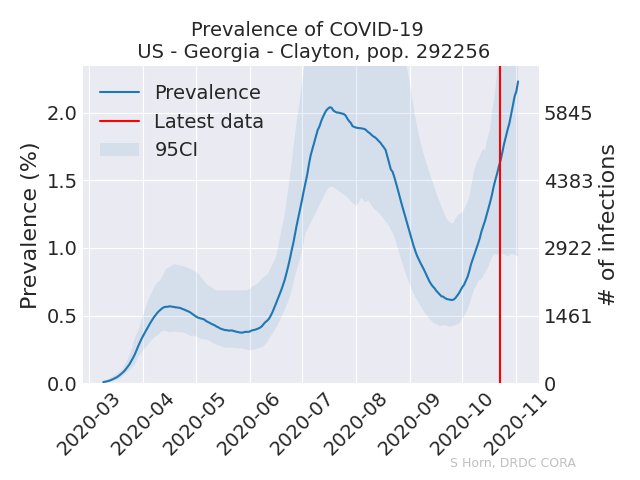 Prevalence of COVID-19
US - Georgia - Clayton, pop. 292256
Prevalence
Latest data
95CI
Prevalence (%)
2.0
1.5
1.0
0.5
0.0
5845
4383
2922
1461
0
# of infections
2020-03
2020-04
2020-05
2020-06
2020-07
2020-08
2020-09
2020-10
2020-11
S Horn, DRDC CORA